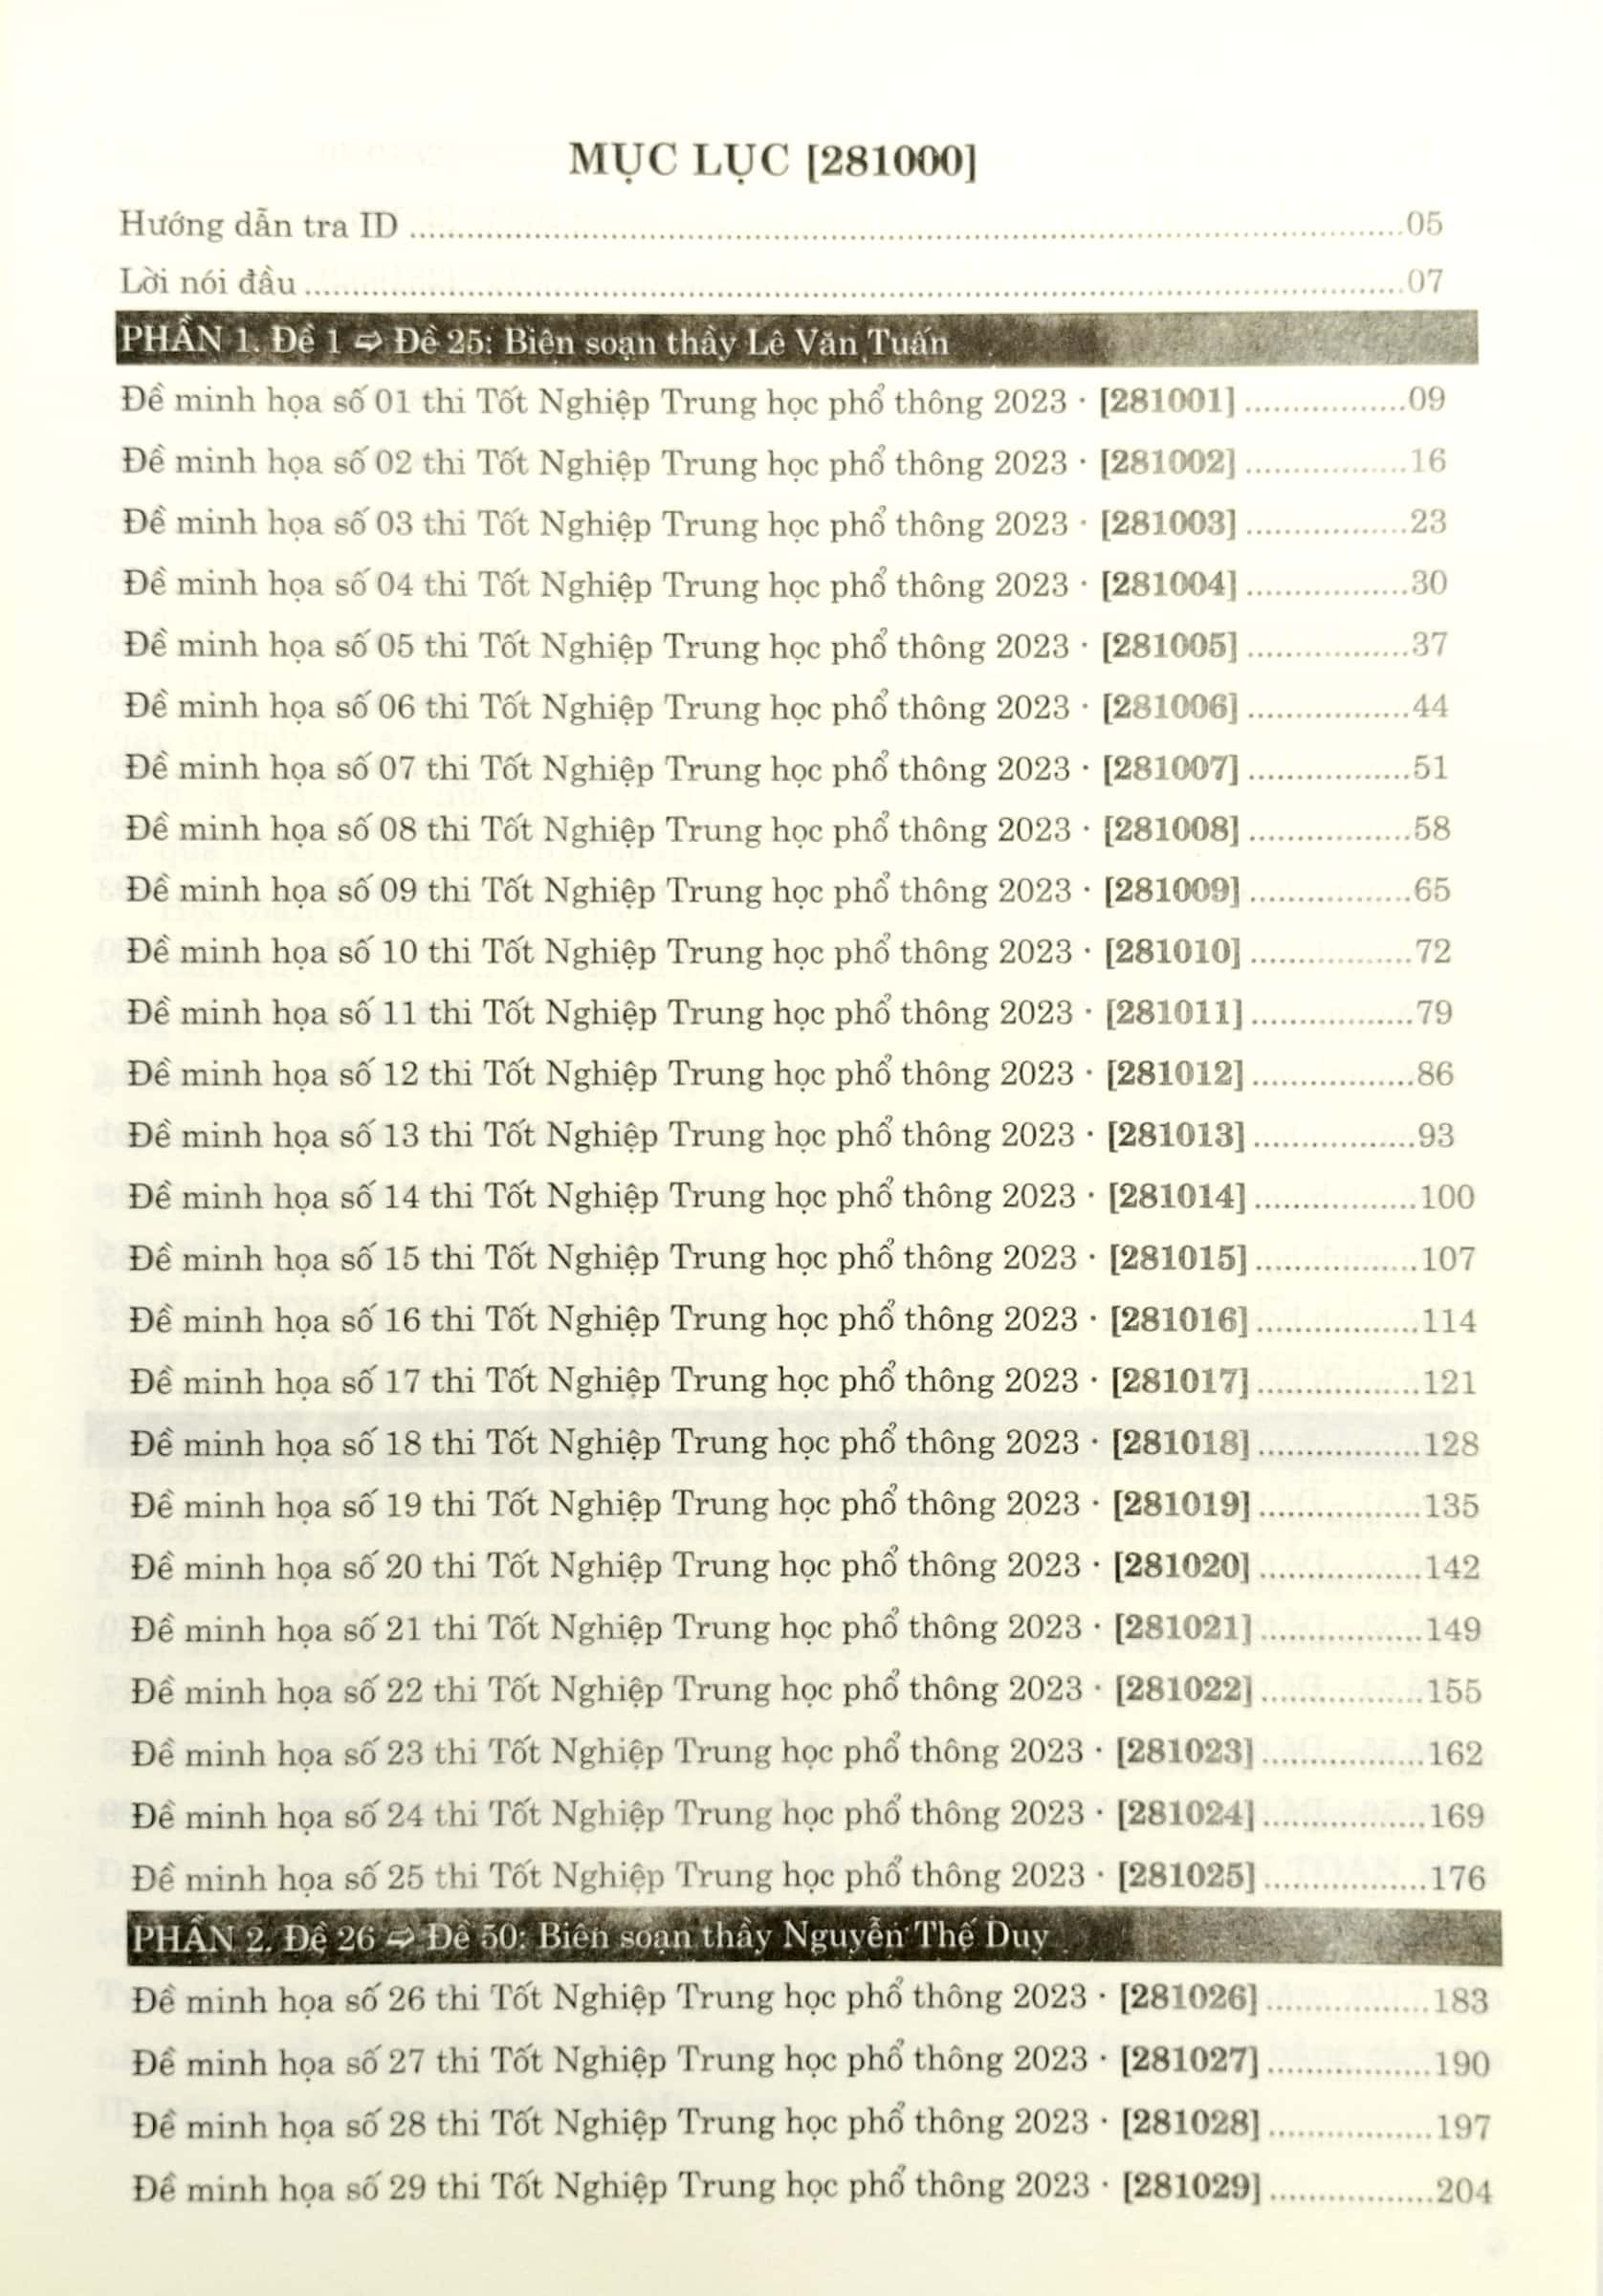 MỤC LỤC [281000]
Hướng dẫn tra ID ........................................05
Lời nói đầu ........................................07
PHẦN 1. Đề 1 ⇨ Đề 25: Biên soạn thầy Lê Văn Tuấn
Đề minh họa số 01 thi Tốt Nghiệp Trung học phổ thông 2023 · [281001] .................09
Đề minh họa số 02 thi Tốt Nghiệp Trung học phổ thông 2023 · [281002] .................16
Đề minh họa số 03 thi Tốt Nghiệp Trung học phổ thông 2023 · [281003] .................23
Đề minh họa số 04 thi Tốt Nghiệp Trung học phổ thông 2023 · [281004] .................30
Đề minh họa số 05 thi Tốt Nghiệp Trung học phổ thông 2023 · [281005] .................37
Đề minh họa số 06 thi Tốt Nghiệp Trung học phổ thông 2023 · [281006] .................44
Đề minh họa số 07 thi Tốt Nghiệp Trung học phổ thông 2023 · [281007] .................51
Đề minh họa số 08 thi Tốt Nghiệp Trung học phổ thông 2023 · [281008] .................58
Đề minh họa số 09 thi Tốt Nghiệp Trung học phổ thông 2023 · [281009] .................65
Đề minh họa số 10 thi Tốt Nghiệp Trung học phổ thông 2023 · [281010] .................72
Đề minh họa số 11 thi Tốt Nghiệp Trung học phổ thông 2023 · [281011] .................79
Đề minh họa số 12 thi Tốt Nghiệp Trung học phổ thông 2023 · [281012] .................86
Đề minh họa số 13 thi Tốt Nghiệp Trung học phổ thông 2023 · [281013] .................93
Đề minh họa số 14 thi Tốt Nghiệp Trung học phổ thông 2023 · [281014] .................100
Đề minh họa số 15 thi Tốt Nghiệp Trung học phổ thông 2023 · [281015] .................107
Đề minh họa số 16 thi Tốt Nghiệp Trung học phổ thông 2023 · [281016] .................114
Đề minh họa số 17 thi Tốt Nghiệp Trung học phổ thông 2023 · [281017] .................121
Đề minh họa số 18 thi Tốt Nghiệp Trung học phổ thông 2023 · [281018] .................128
Đề minh họa số 19 thi Tốt Nghiệp Trung học phổ thông 2023 · [281019] .................135
Đề minh họa số 20 thi Tốt Nghiệp Trung học phổ thông 2023 · [281020] .................142
Đề minh họa số 21 thi Tốt Nghiệp Trung học phổ thông 2023 · [281021] .................149
Đề minh họa số 22 thi Tốt Nghiệp Trung học phổ thông 2023 · [281022] .................155
Đề minh họa số 23 thi Tốt Nghiệp Trung học phổ thông 2023 · [281023] .................162
Đề minh họa số 24 thi Tốt Nghiệp Trung học phổ thông 2023 · [281024] .................169
Đề minh họa số 25 thi Tốt Nghiệp Trung học phổ thông 2023 · [281025] .................176
PHẦN 2. Đề 26 ⇨ Đề 50: Biên soạn thầy Nguyễn Thế Duy
Đề minh họa số 26 thi Tốt Nghiệp Trung học phổ thông 2023 · [281026] .................183
Đề minh họa số 27 thi Tốt Nghiệp Trung học phổ thông 2023 · [281027] .................190
Đề minh họa số 28 thi Tốt Nghiệp Trung học phổ thông 2023 · [281028] .................197
Đề minh họa số 29 thi Tốt Nghiệp Trung học phổ thông 2023 · [281029] .................204